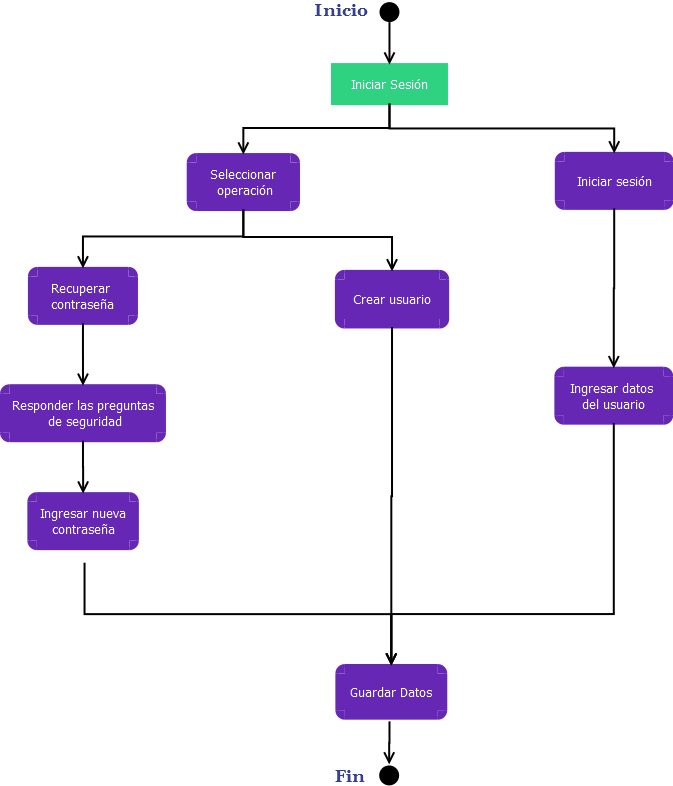 Inicio
Iniciar Sesión
Seleccionar
operación
Iniciar sesión
Recuperar
contraseña
Crear usuario
Responder las preguntas
de seguridad
Ingresar datos
del usuario
Ingresar nueva
contraseña
Guardar Datos
Fin